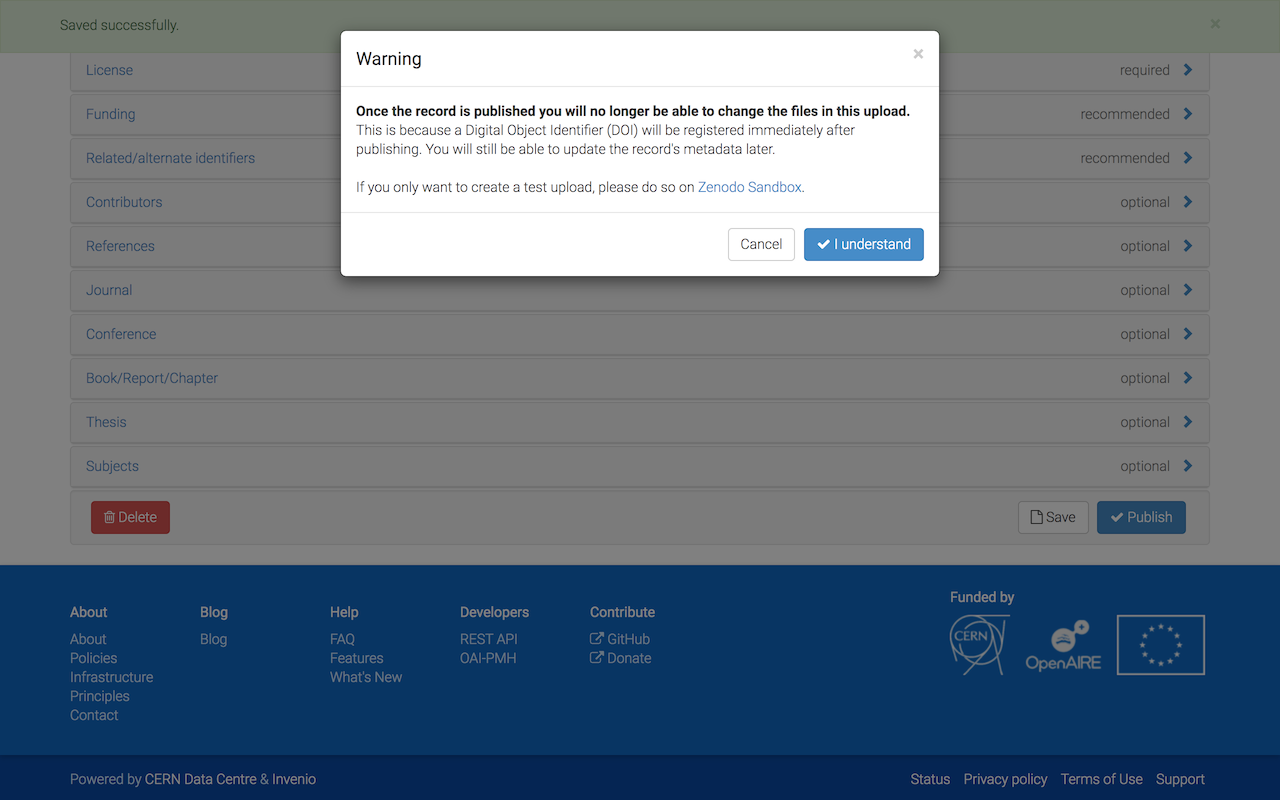 Saved successfully.
×
Warning
×
Once the record is published you will no longer be able to change the files in this upload.
This is because a Digital Object Identifier (DOI) will be registered immediately after
publishing. You will still be able to update the record's metadata later.
If you only want to create a test upload, please do so on Zenodo Sandbox.
Cancel
I understand
License required
Funding recommended
Related/alternate identifiers recommended
Contributors optional
References optional
Journal optional
Conference optional
Book/Report/Chapter optional
Thesis optional
Subjects optional
Delete
Save
Publish
About
About
Policies
Infrastructure
Principles
Contact
Blog
Blog
Help
FAQ
Features
What's New
Developers
REST API
OAI-PMH
Contribute
GitHub
Donate
Funded by
CERN
OpenAIRE
Powered by CERN Data Centre & Invenio
Status Privacy policy Terms of Use Support